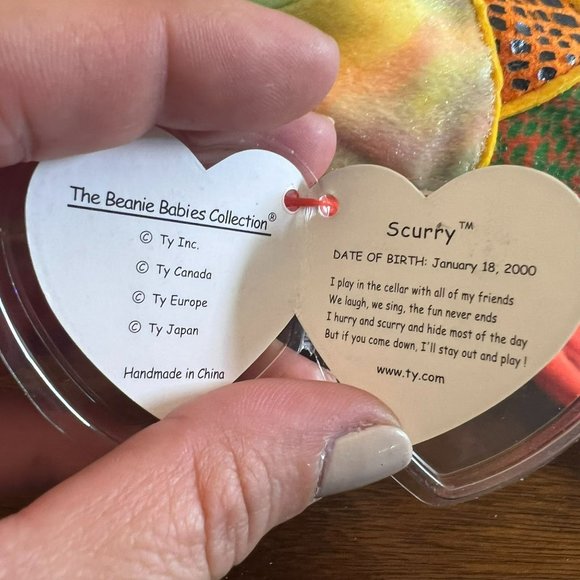 The Beanie Babies Collection®
© Ty Inc.
© Ty Canada
© Ty Europe
© Ty Japan
Handmade in China
Scurry™
DATE OF BIRTH: January 18, 2000
I play in the cellar with all of my friends
We laugh, we sing, the fun never ends
I hurry and scurry and hide most of the day
But if you come down, I'll stay out and play !
www.ty.com